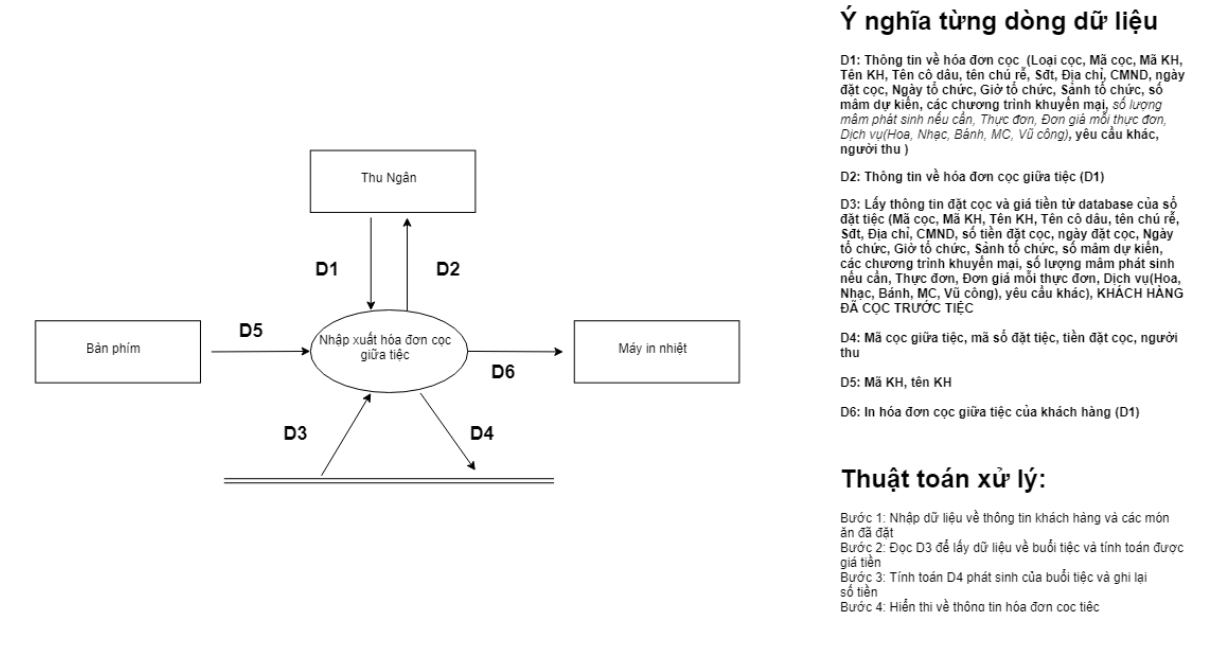 Thu Ngân
D1
D2
Bàn phím
D5
Nhập xuất hóa đơn cọc
giữa tiệc
D6
Máy in nhiệt
D3
D4
Ý nghĩa từng dòng dữ liệu
D1: Thông tin về hóa đơn cọc (Loại cọc, Mã cọc, Mã KH,
Tên KH, Tên cô dâu, tên chú rễ, Sđt, Địa chỉ, CMND, ngày
đặt cọc, Ngày tổ chức, Giờ tổ chức, Sảnh tổ chức, số
mâm dự kiến, các chương trình khuyến mại, số lượng
mâm phát sinh nếu cần, Thực đơn, Đơn giá mỗi thực đơn,
Dịch vụ(Hoa, Nhạc, Bánh, MC, Vũ công), yêu cầu khác,
người thu )
D2: Thông tin về hóa đơn cọc giữa tiệc (D1)
D3: Lấy thông tin đặt cọc và giá tiền từ database của sổ
đặt tiệc (Mã cọc, Mã KH, Tên KH, Tên cô dâu, tên chú rễ,
Sđt, Địa chỉ, CMND, số tiền đặt cọc, ngày đặt cọc, Ngày
tổ chức, Giờ tổ chức, Sảnh tổ chức, số mâm dự kiến,
các chương trình khuyến mại, số lượng mâm phát sinh
nếu cần, Thực đơn, Đơn giá mỗi thực đơn, Dịch vụ(Hoa,
Nhạc, Bánh, MC, Vũ công), yêu cầu khác), KHÁCH HÀNG
ĐÃ CỌC TRƯỚC TIỆC
D4: Mã cọc giữa tiệc, mã sổ đặt tiệc, tiền đặt cọc, người
thu
D5: Mã KH, tên KH
D6: In hóa đơn cọc giữa tiệc của khách hàng (D1)
Thuật toán xử lý:
Bước 1: Nhập dữ liệu về thông tin khách hàng và các món
ăn đã đặt
Bước 2: Đọc D3 để lấy dữ liệu về buổi tiệc và tính toán được
giá tiền
Bước 3: Tính toán D4 phát sinh của buổi tiệc và ghi lại
số tiền
Bước 4: Hiển thị về thông tin hóa đơn cọc tiệc